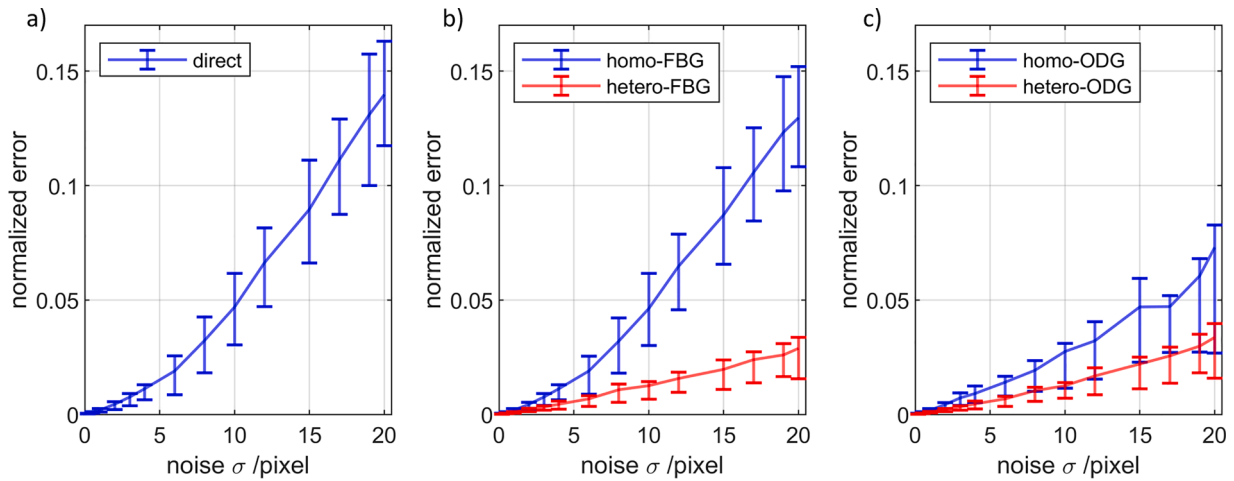 a)
direct
0.15
0.1
0.05
0
normalized error
0 5 10 15 20
noise σ /pixel
b)
homo-FBG
hetero-FBG
0.15
0.1
0.05
0
normalized error
0 5 10 15 20
noise σ /pixel
c)
homo-ODG
hetero-ODG
0.15
0.1
0.05
0
normalized error
0 5 10 15 20
noise σ /pixel